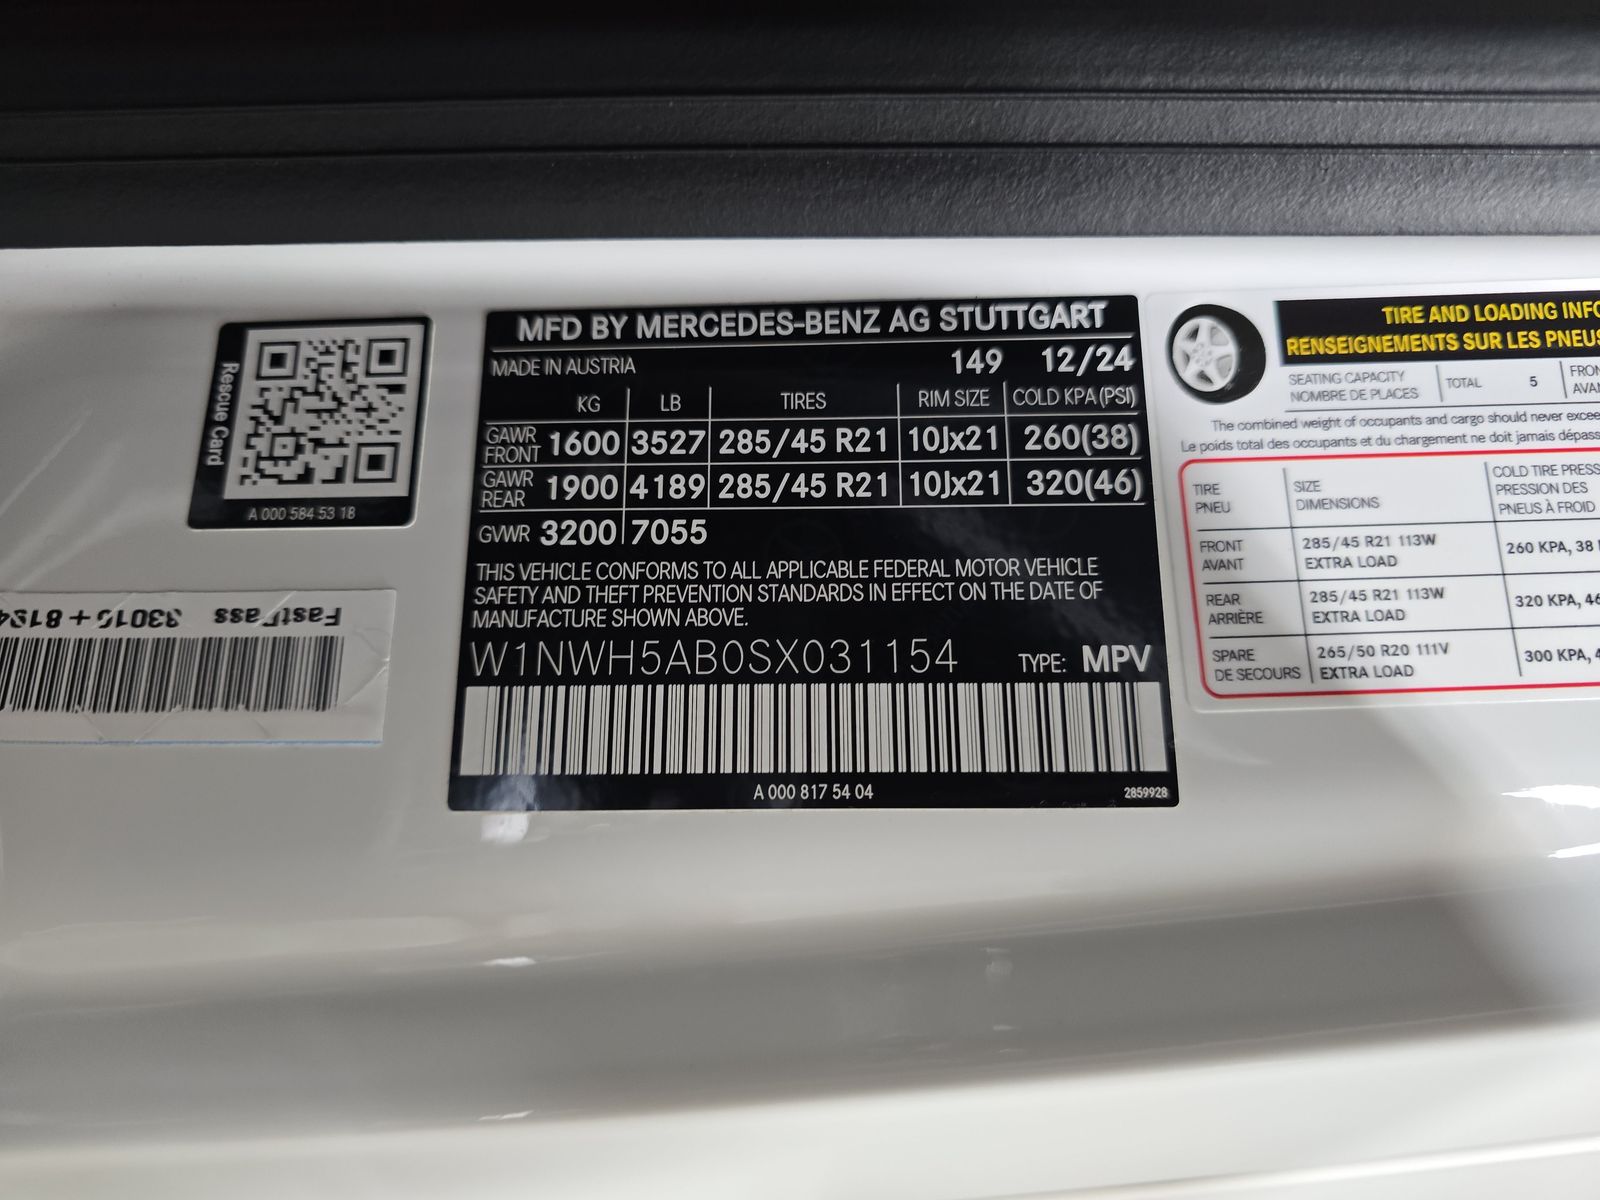 Rescue Card
A 000 584 53 18
FastPass 33015 + 8194
MFD BY MERCEDES-BENZ AG STUTTGART
MADE IN AUSTRIA 149 12/24
KG LB TIRES RIM SIZE COLD KPA (PSI)
GAWR FRONT 1600 3527 285/45 R21 10Jx21 260(38)
GAWR REAR 1900 4189 285/45 R21 10Jx21 320(46)
GVWR 3200 7055
THIS VEHICLE CONFORMS TO ALL APPLICABLE FEDERAL MOTOR VEHICLE
SAFETY AND THEFT PREVENTION STANDARDS IN EFFECT ON THE DATE OF
MANUFACTURE SHOWN ABOVE.
W1NWH5AB0SX031154 TYPE: MPV
A 000 817 54 04 2859928
TIRE AND LOADING INFO
RENSEIGNEMENTS SUR LES PNEUS
SEATING CAPACITY
NOMBRE DE PLACES
TOTAL 5
The combined weight of occupants and cargo should never
Le poids total des occupants et du chargement ne doit jamais
TIRE
PNEU
SIZE
DIMENSIONS
COLD TIRE
PRESSION DES
PNEUS À FROID
FRONT
AVANT
285/45 R21 113W
EXTRA LOAD
260 KPA, 38
REAR
ARRIÈRE
285/45 R21 113W
EXTRA LOAD
320 KPA, 46
SPARE
DE SECOURS
265/50 R20 111V
EXTRA LOAD
300 KPA,